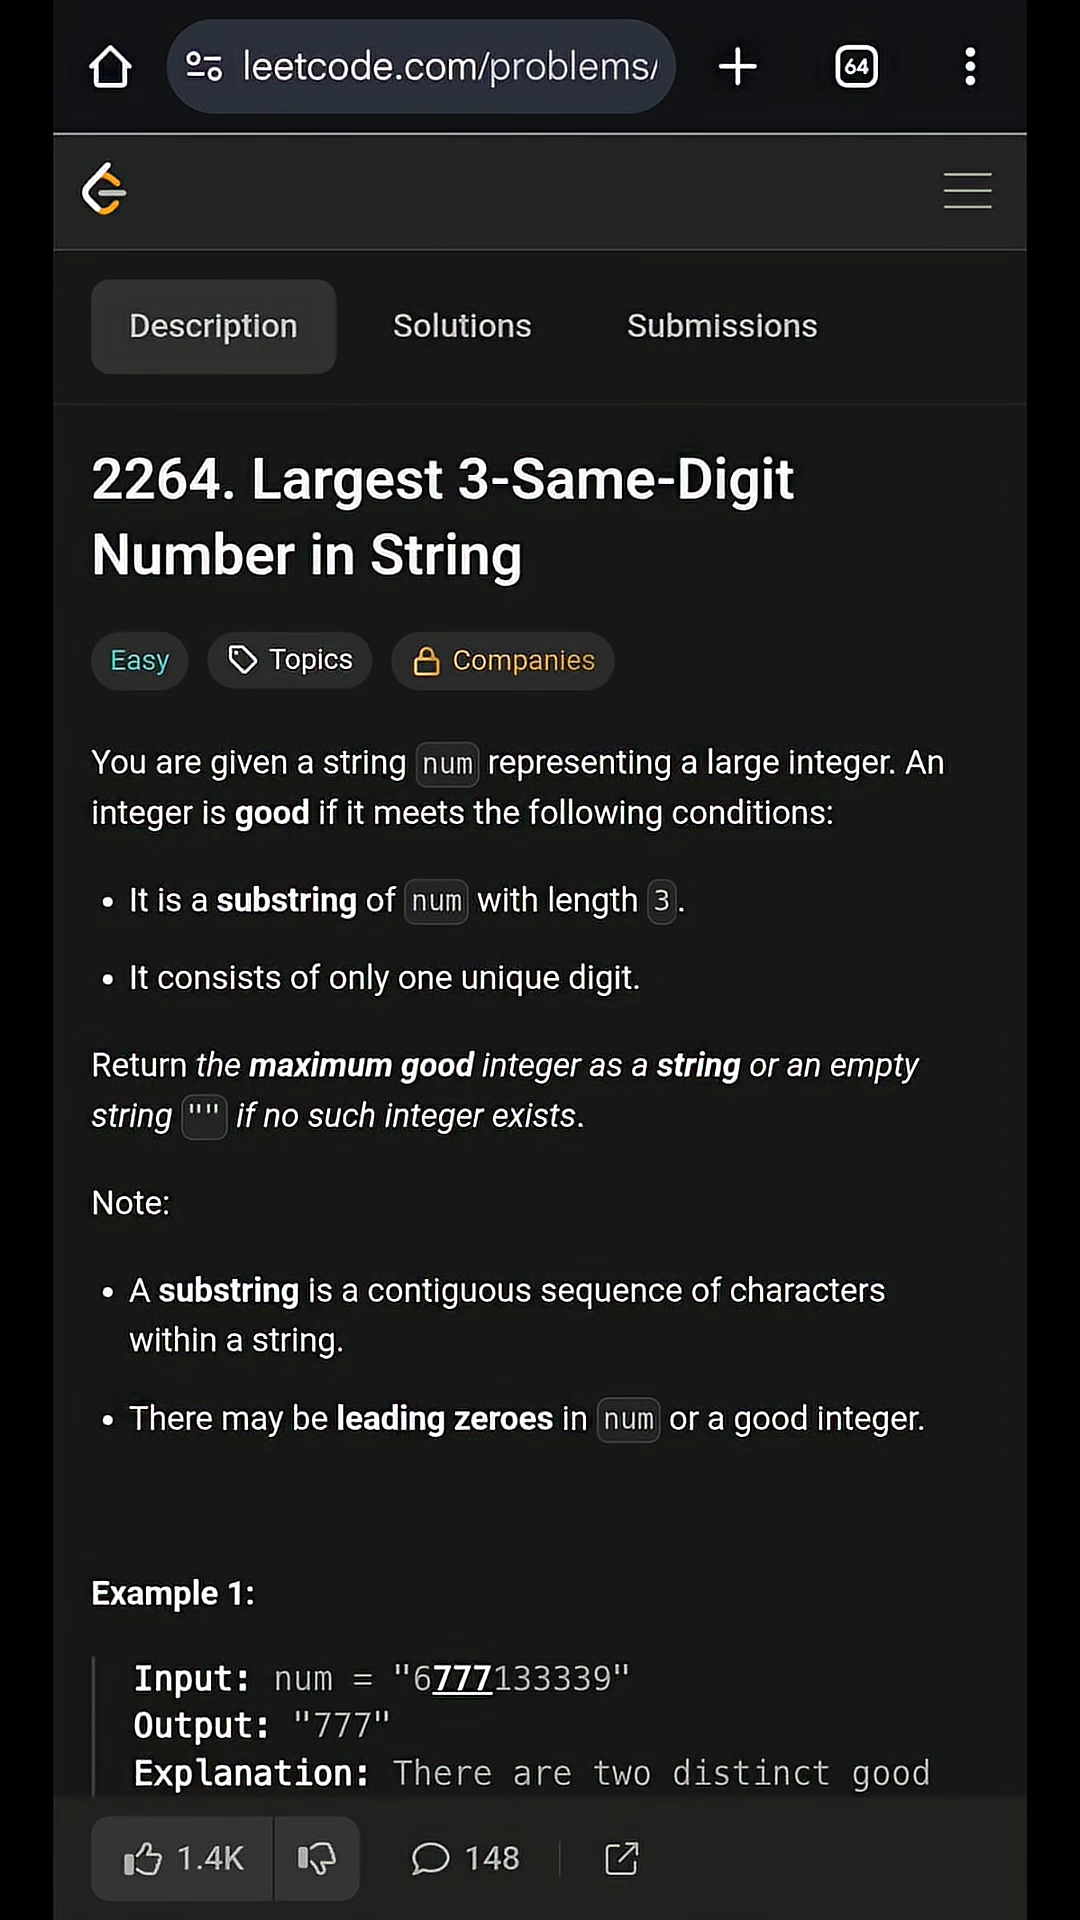 leetcode.com/problems/
64
Description Solutions Submissions
2264. Largest 3-Same-Digit
Number in String
Easy Topics Companies
You are given a string num representing a large integer. An
integer is good if it meets the following conditions:
• It is a substring of num with length 3.
• It consists of only one unique digit.
Return the maximum good integer as a string or an empty
string "" if no such integer exists.
Note:
• A substring is a contiguous sequence of characters
within a string.
• There may be leading zeroes in num or a good integer.
Example 1:
Input: num = "6777133339"
Output: "777"
Explanation: There are two distinct good
1.4K 148